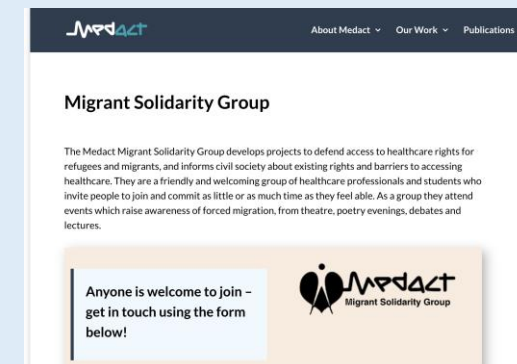 Medact
About Medact Our Work Publications
Migrant Solidarity Group
The Medact Migrant Solidarity Group develops projects to defend access to healthcare rights for
refugees and migrants, and informs civil society about existing rights and barriers to accessing
healthcare. They are a friendly and welcoming group of healthcare professionals and students who
invite people to join and commit as little or as much time as they feel able. As a group they attend
events which raise awareness of forced migration, from theatre, poetry evenings, debates and
lectures.
Anyone is welcome to join –
get in touch using the form
below!
Medact
Migrant Solidarity Group